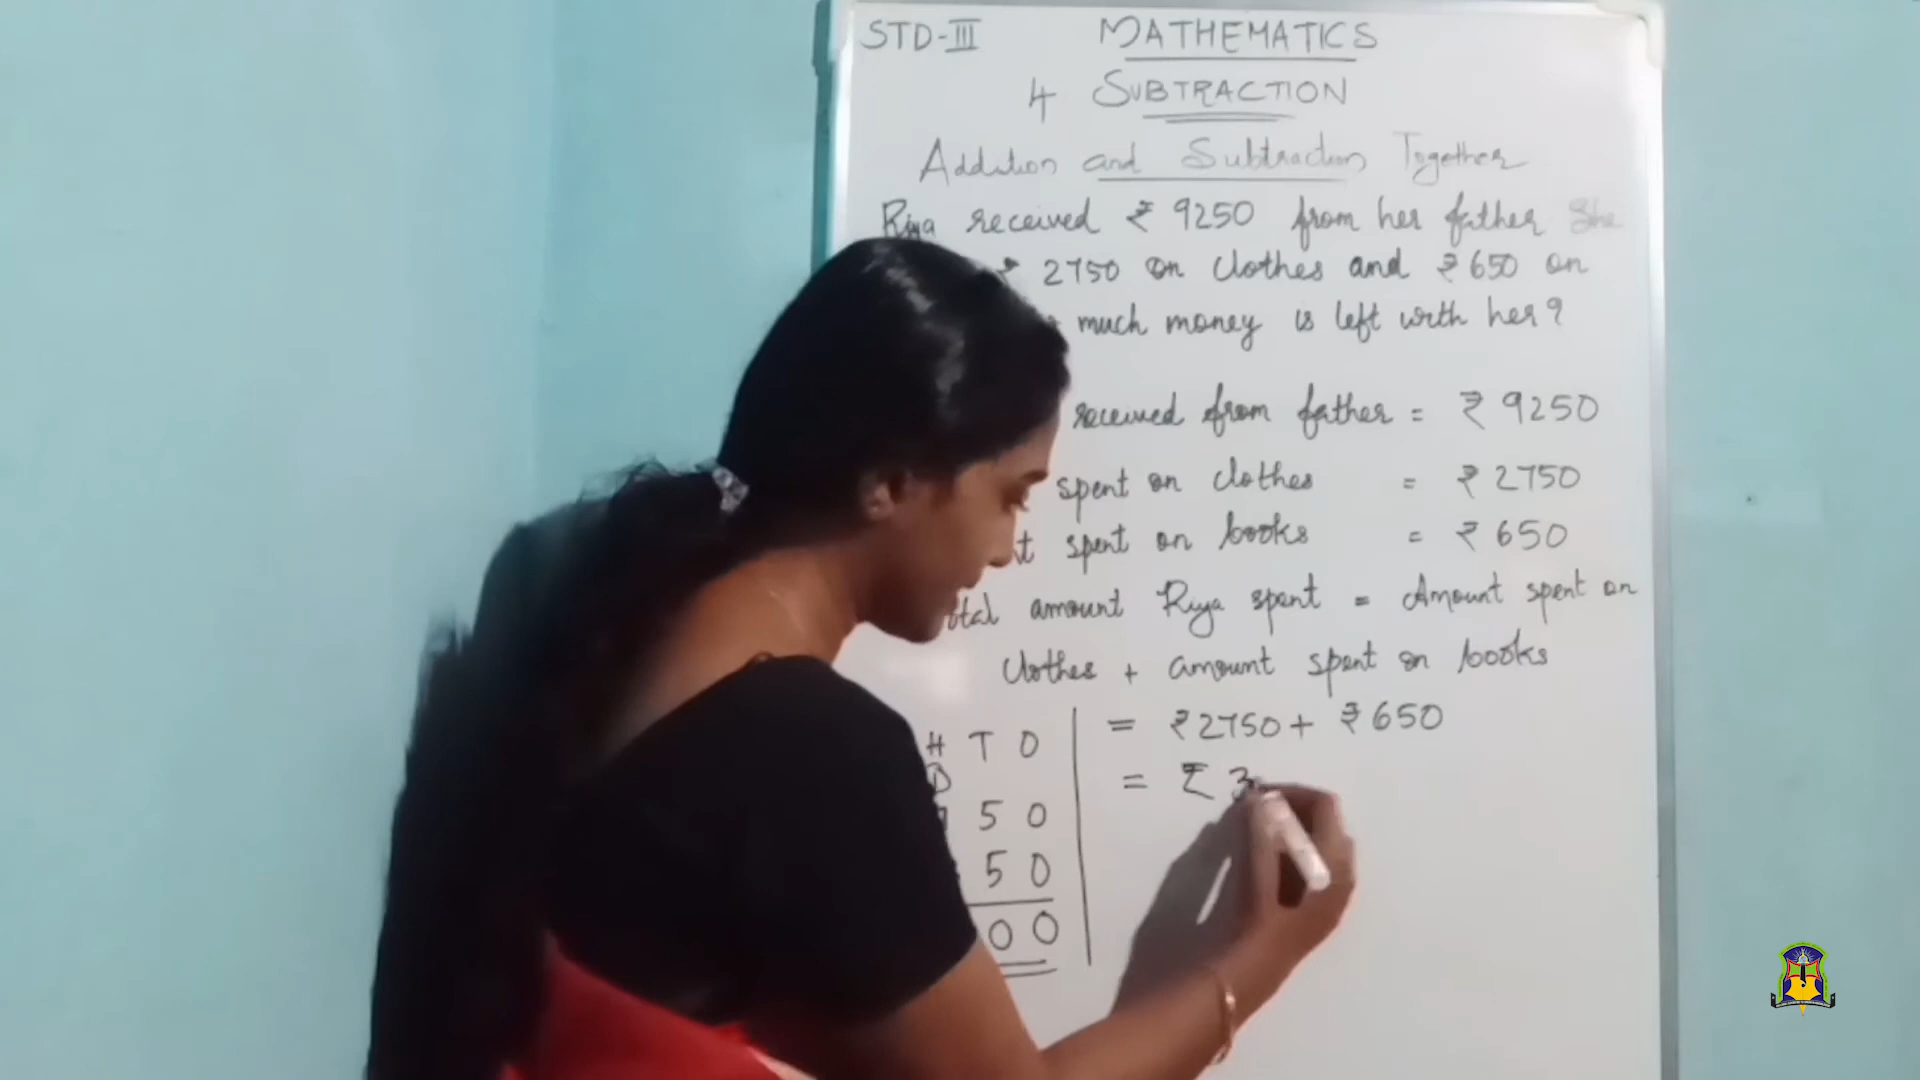 STD-III MATHEMATICS
4 SUBTRACTION
Addition and Subtraction Together
Riya received ₹ 9250 from her father She
2750 on clothes and ₹ 650 on
much money is left with her?
received from father = ₹ 9250
spent on clothes = ₹ 2750
spent on books = ₹ 650
amount Riya spent = Amount spent on
Clothes + amount spent on books
= ₹2750 + ₹650
H T O
= ₹ 3
5 0
5 0
0 0